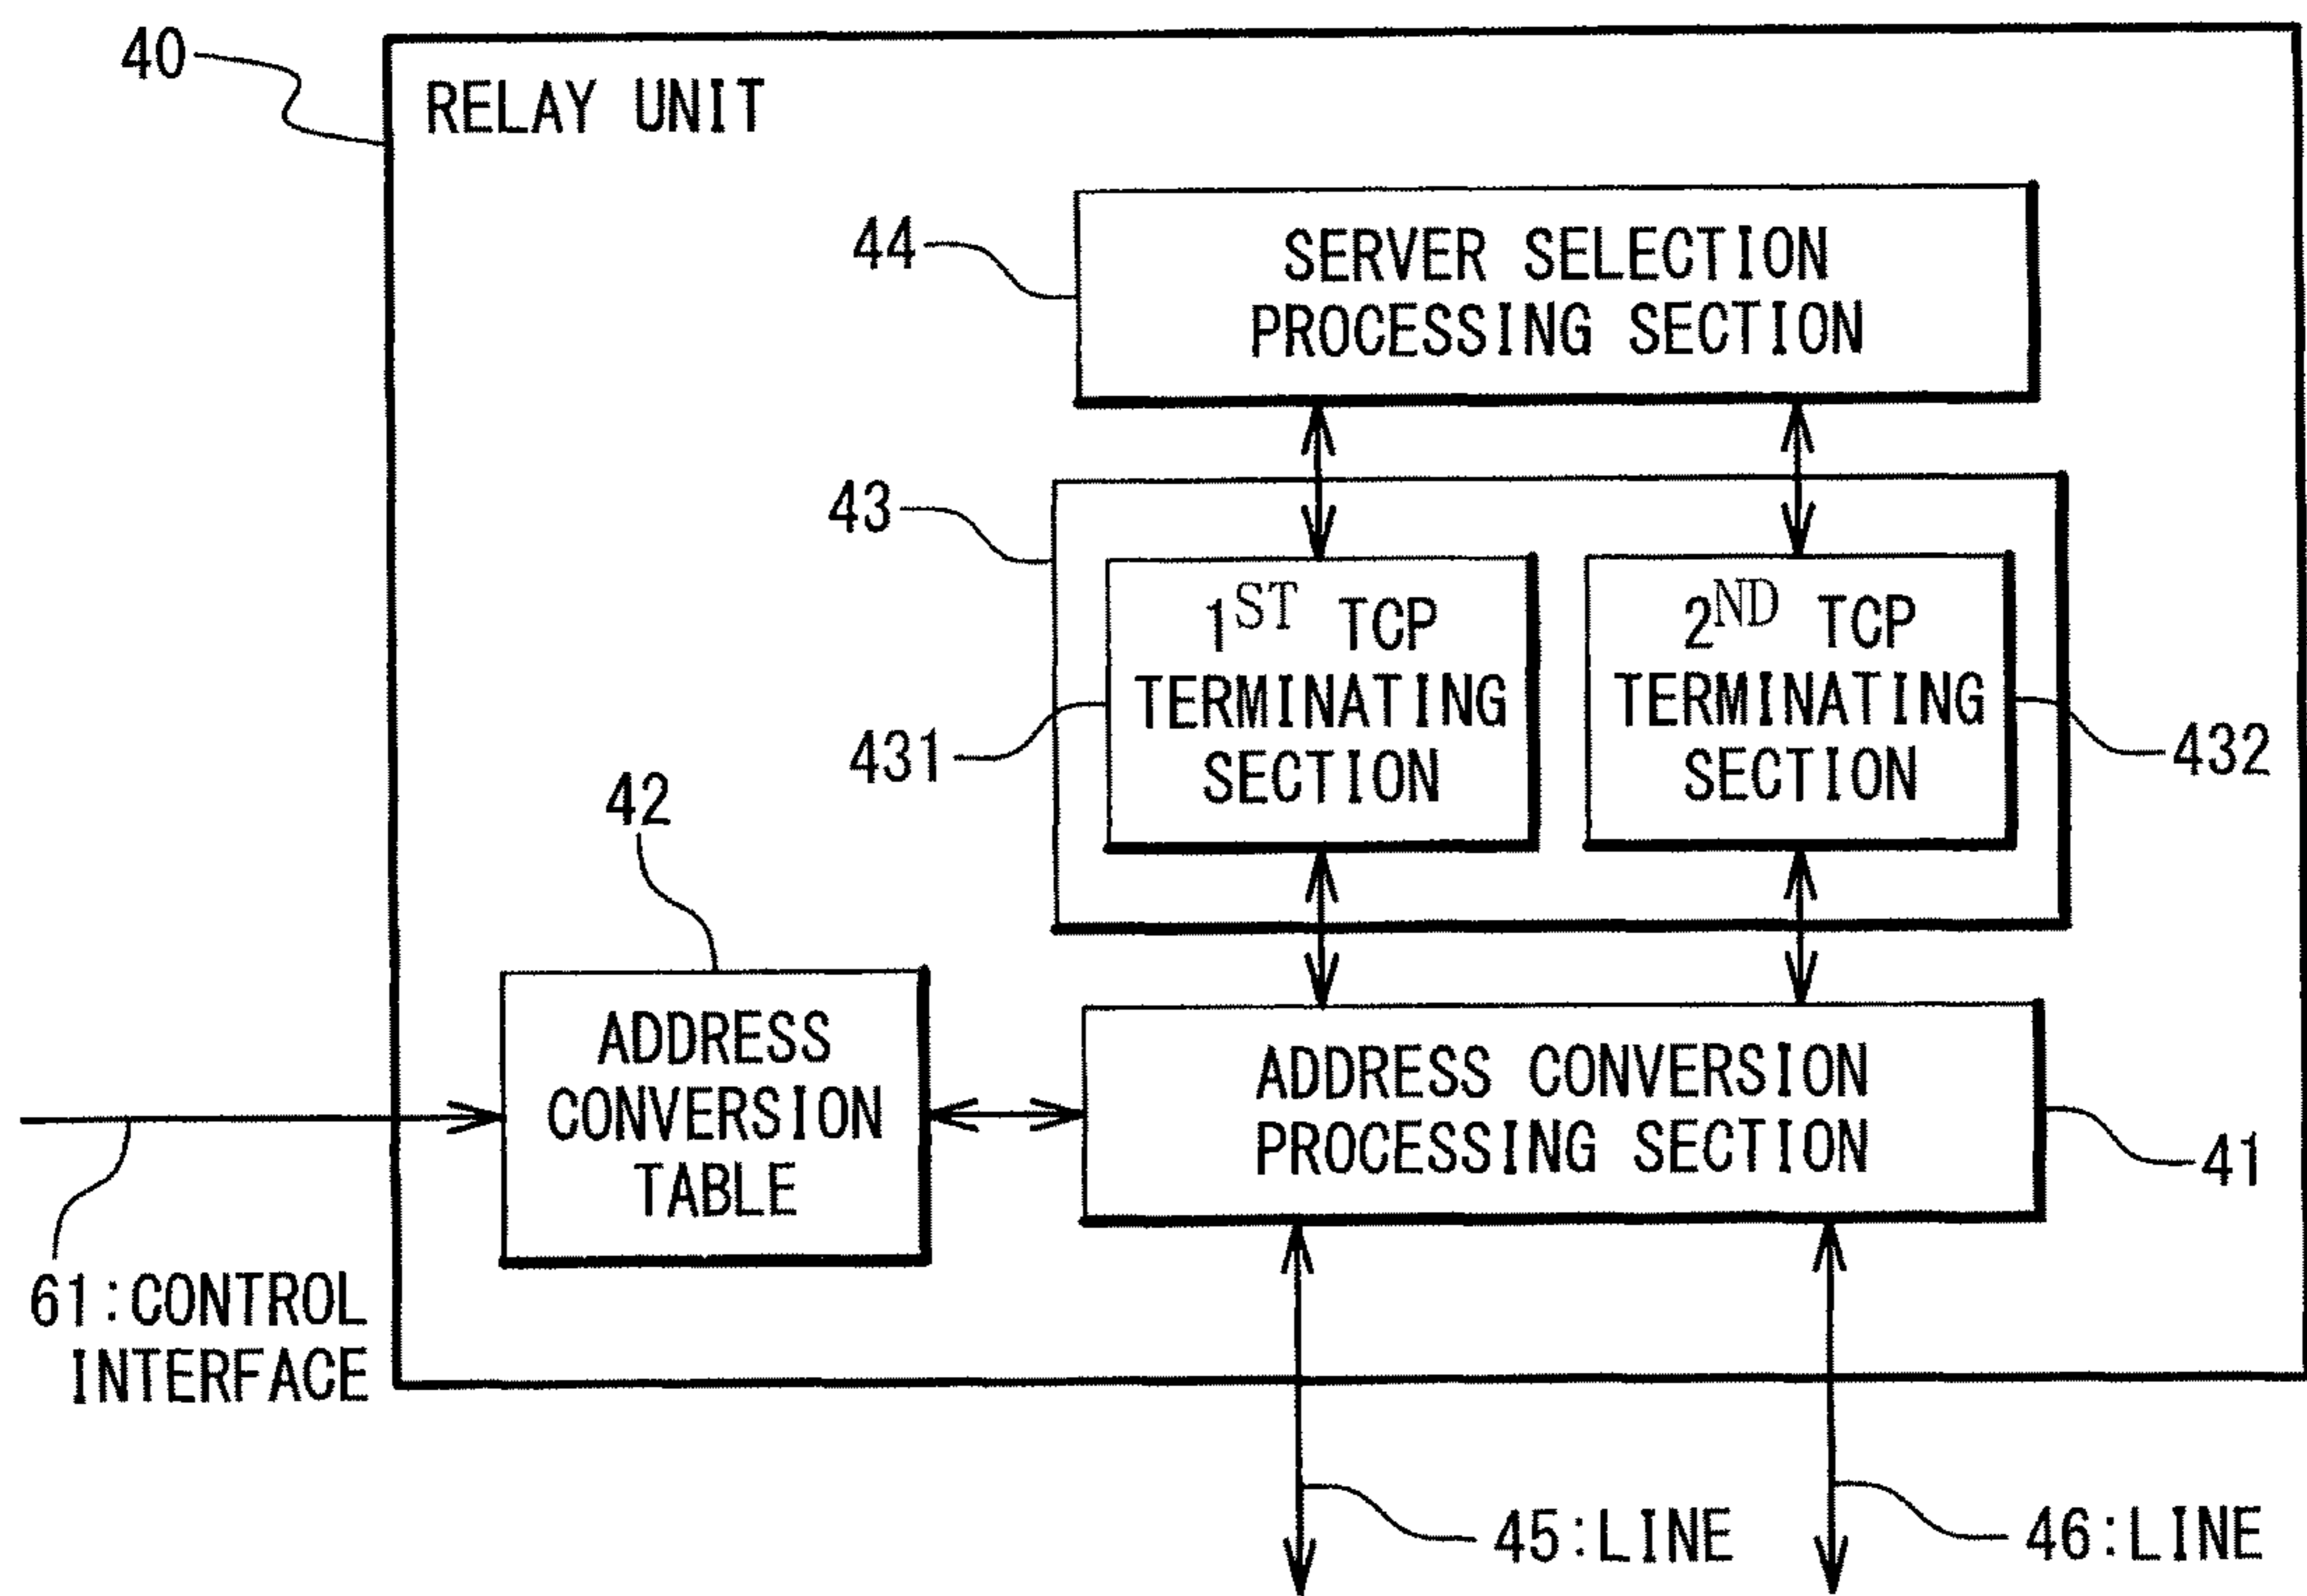 40
RELAY UNIT
44
SERVER SELECTION
PROCESSING SECTION
43
1ST TCP
TERMINATING
SECTION
431
2ND TCP
TERMINATING
SECTION
432
42
ADDRESS
CONVERSION
TABLE
ADDRESS CONVERSION
PROCESSING SECTION
41
61:CONTROL
INTERFACE
45:LINE
46:LINE